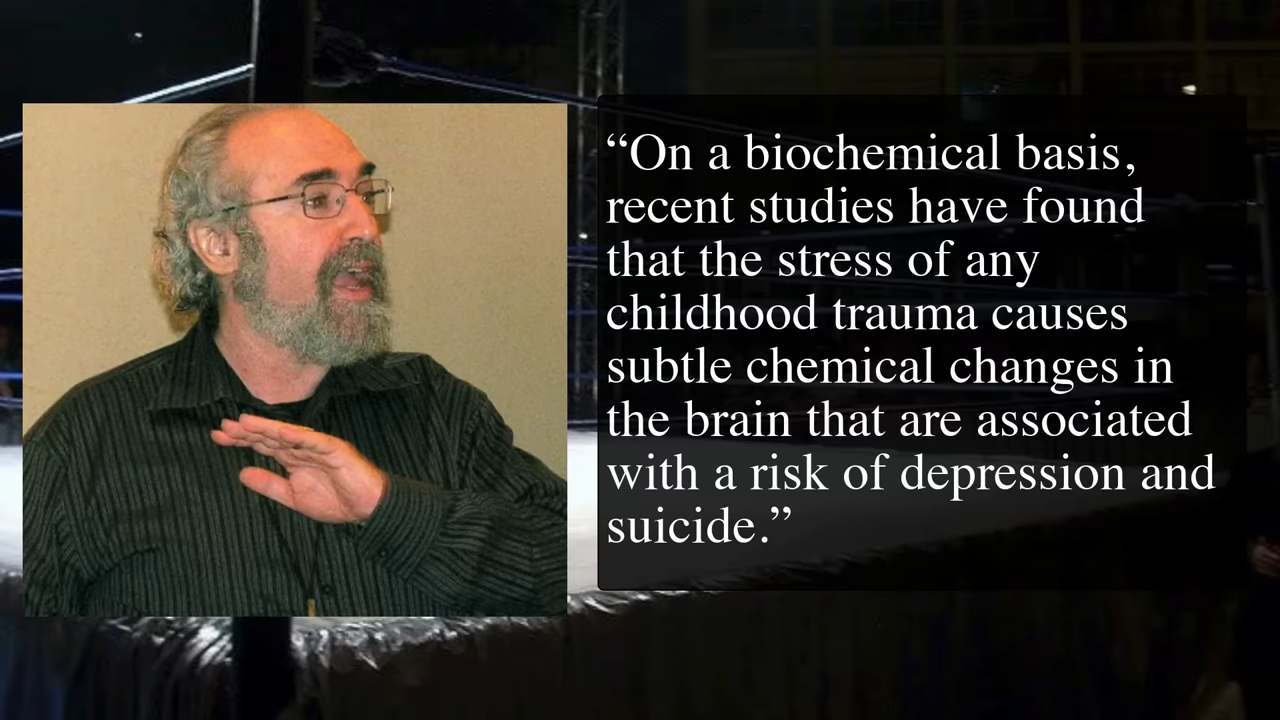 “On a biochemical basis,
recent studies have found
that the stress of any
childhood trauma causes
subtle chemical changes in
the brain that are associated
with a risk of depression and
suicide.”